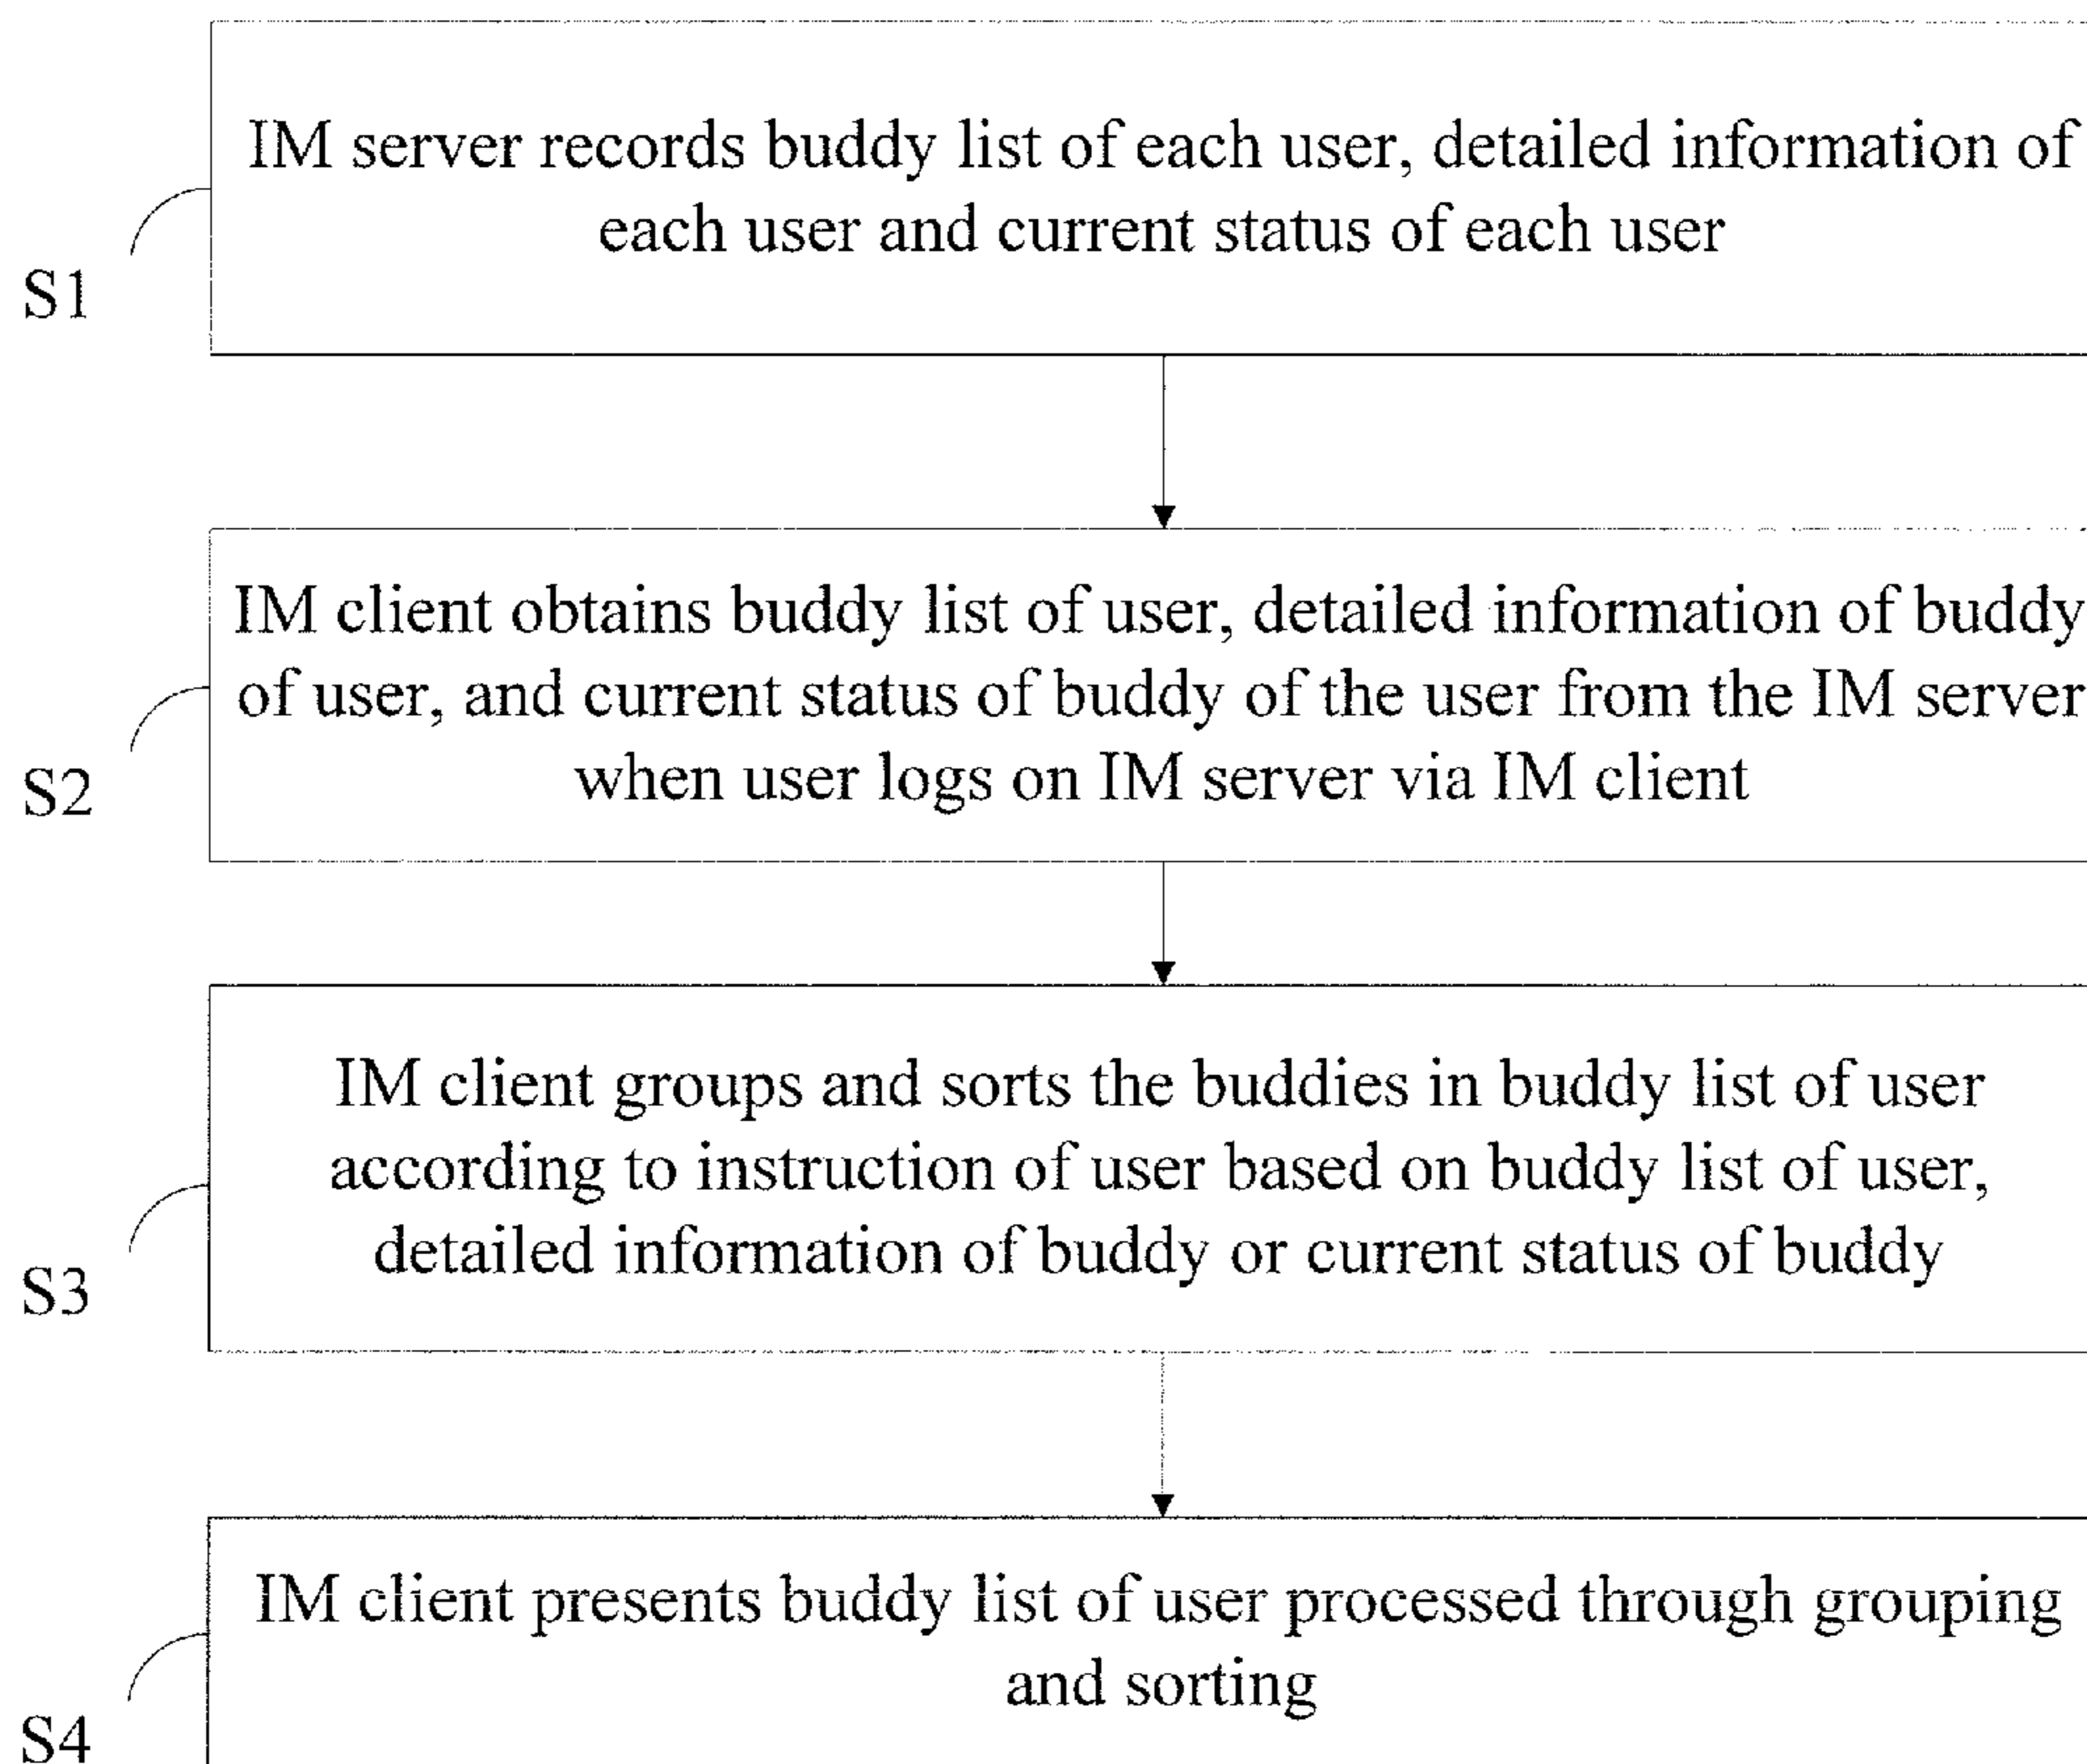 IM server records buddy list of each user, detailed information of
each user and current status of each user
S1
IM client obtains buddy list of user, detailed information of buddy
of user, and current status of buddy of the user from the IM server
when user logs on IM server via IM client
S2
IM client groups and sorts the buddies in buddy list of user
according to instruction of user based on buddy list of user,
detailed information of buddy or current status of buddy
S3
IM client presents buddy list of user processed through grouping
and sorting
S4